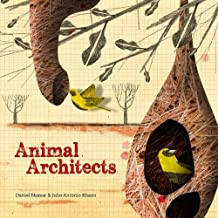 Animal
Architects
Daniel Nassar & Julio Antonio Blasco